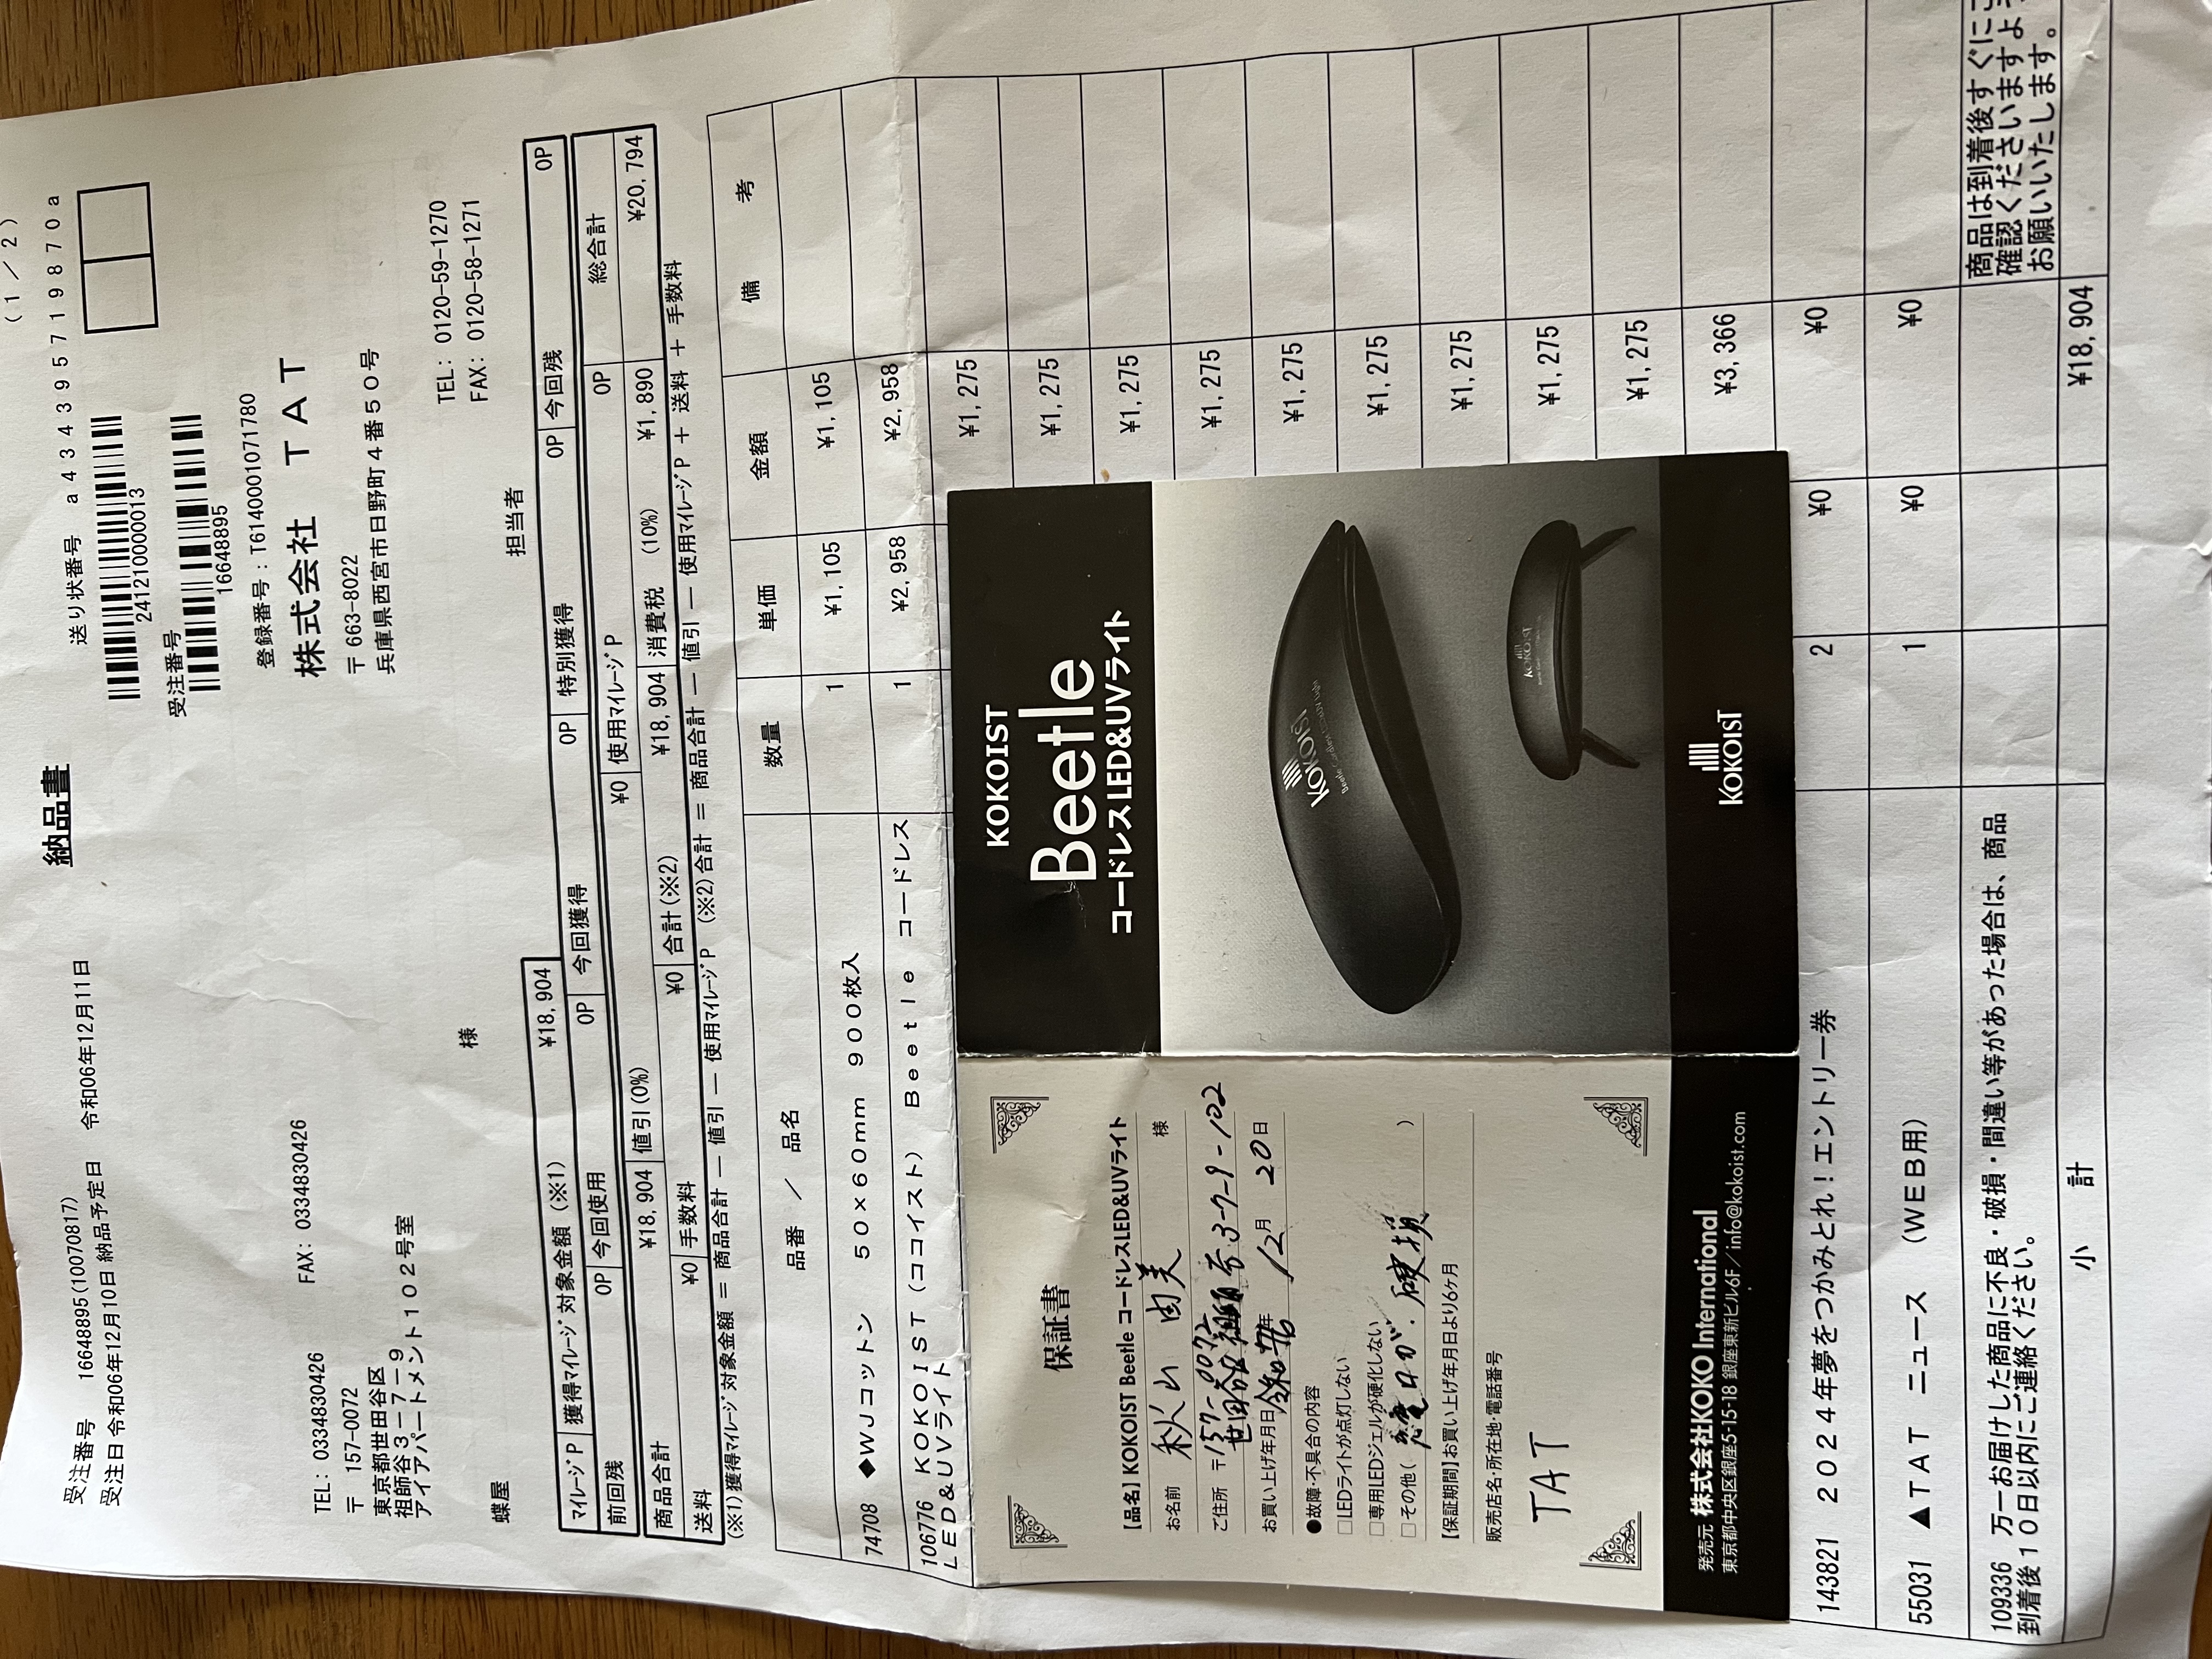 (1／2)
納品書
受注番号 16648895(10070817)
受注日 令和06年12月10日 納品予定日 令和06年12月11日
送り状番号 a434395719870a
241210000013
受注番号
16648895
TEL: 0334830426 FAX: 0334830426
〒 157-0072
東京都世田谷区
祖師谷3－7－9
アイアパートメント102号室
蝶屋 様
登録番号：T6140001071780
株式会社 TAT
〒 663-8022
兵庫県西宮市日野町4番50号
TEL: 0120-59-1270
FAX: 0120-58-1271
担当者
マイレージP 獲得マイレージ対象金額（※1） ¥18,904
前回残 0P 今回使用 0P 今回獲得 0P 特別獲得 0P 今回残 0P
商品合計 ¥18,904 値引(0%) ¥0 使用マイレージP 0P 総合計
送料 ¥0 手数料 ¥0 合計(※2) ¥18,904 消費税 (10%) ¥1,890 ¥20,794
(※1)獲得マイレージ対象金額 ＝ 商品合計 － 値引 － 使用マイレージP (※2)合計 ＝ 商品合計 － 値引 － 使用マイレージP ＋ 送料 ＋ 手数料
品番 ／ 品名 数量 単価 金額 備考
74708 ◆WJコットン 50×60mm 900枚入 1 ¥1,105 ¥1,105
106776 KOKOIST（ココイスト） Beetle コードレス 1 ¥2,958 ¥2,958
LED&UVライト
¥1,275
¥1,275
¥1,275
¥1,275
¥1,275
¥1,275
¥1,275
¥1,275
¥1,275
¥3,366
143821 2024年夢をつかみとれ！エントリー券 2 ¥0 ¥0
55031 ▲TAT ニュース （WEB用） 1 ¥0 ¥0
109336 万一お届けした商品に不良・破損・間違い等があった場合は、商品
到着後10日以内にご連絡ください。
商品は到着後すぐに
確認くださいますよ
お願いいたします。
小計 ¥18,904
保証書
【品名】KOKOIST Beetle コードレスLED&UVライト
お名前 秋山 由美 様
ご住所 〒157-0072
世田谷区祖師谷3-7-9-102
お買い上げ年月日 令和 6年 12月 20日
●故障・不具合の内容
□LEDライトが点灯しない
□専用LEDジェルが硬化しない
□その他( 充電口が、破損 )
【保証期間】お買い上げ年月日より6ヶ月
販売店名・所在地・電話番号
TAT
発売元 株式会社KOKO International
東京都中央区銀座5-15-18 銀座東新ビル6F／info@kokoist.com
KOKOIST
Beetle
コードレスLED&UVライト
KOKOIST
KOKOIST
KOKOIST